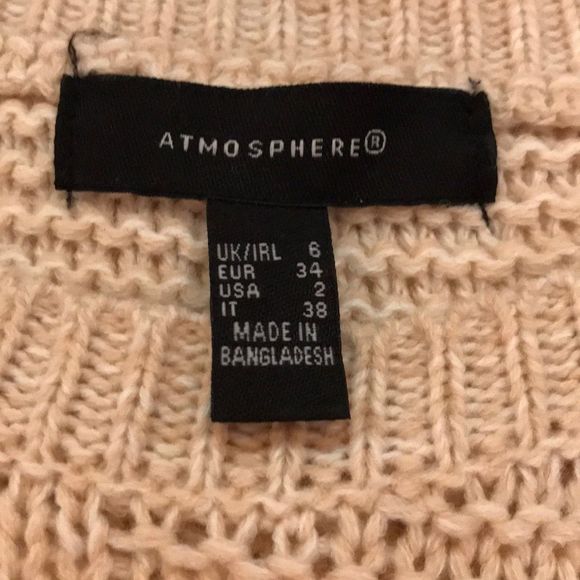 ATMOSPHERE®
UK/IRL 6
EUR 34
USA 2
IT 38
MADE IN
BANGLADESH